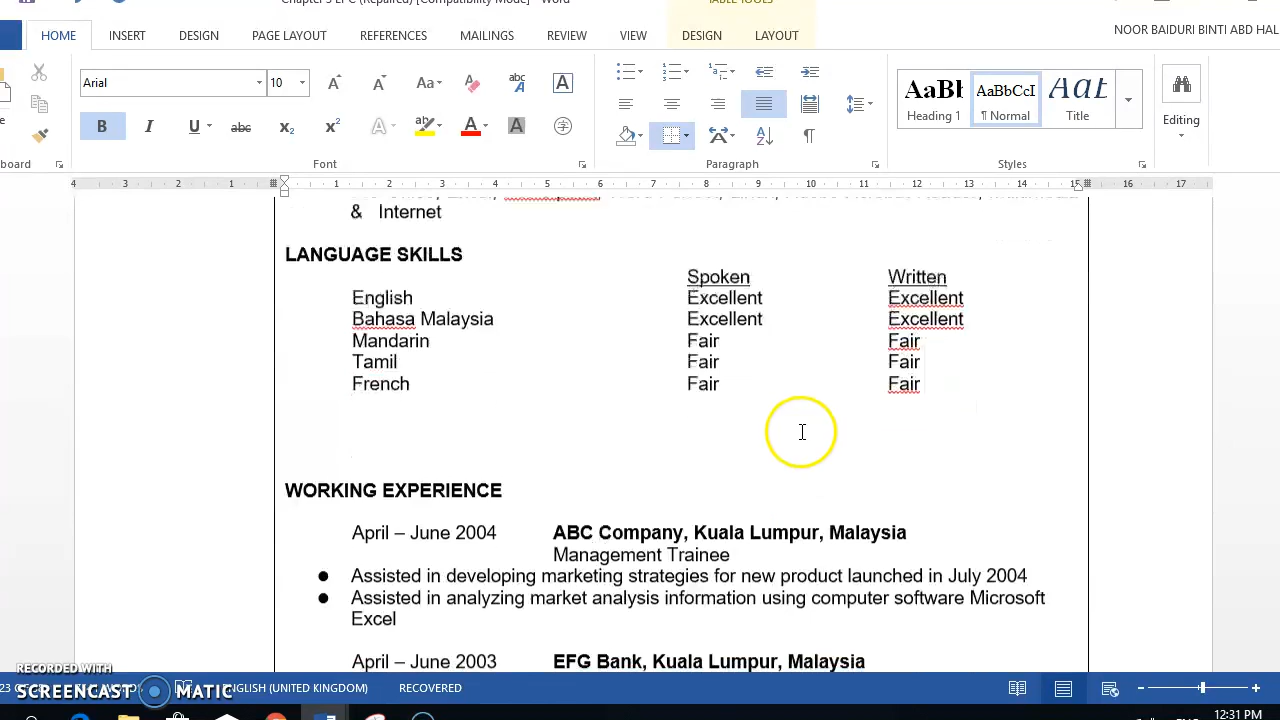 HOME INSERT DESIGN PAGE LAYOUT REFERENCES MAILINGS REVIEW VIEW DESIGN LAYOUT
NOOR BAIDURI BINTI ABD HAL
Arial 10
Heading 1 ¶ Normal Title
Editing
Font Paragraph Styles
& Internet
LANGUAGE SKILLS
Spoken Written
English Excellent Excellent
Bahasa Malaysia Excellent Excellent
Mandarin Fair Fair
Tamil Fair Fair
French Fair Fair
WORKING EXPERIENCE
April – June 2004 ABC Company, Kuala Lumpur, Malaysia
Management Trainee
● Assisted in developing marketing strategies for new product launched in July 2004
● Assisted in analyzing market analysis information using computer software Microsoft
Excel
April – June 2003 EFG Bank, Kuala Lumpur, Malaysia
RECORDED WITH
SCREENCAST MATIC
ENGLISH (UNITED KINGDOM) RECOVERED
12:31 PM